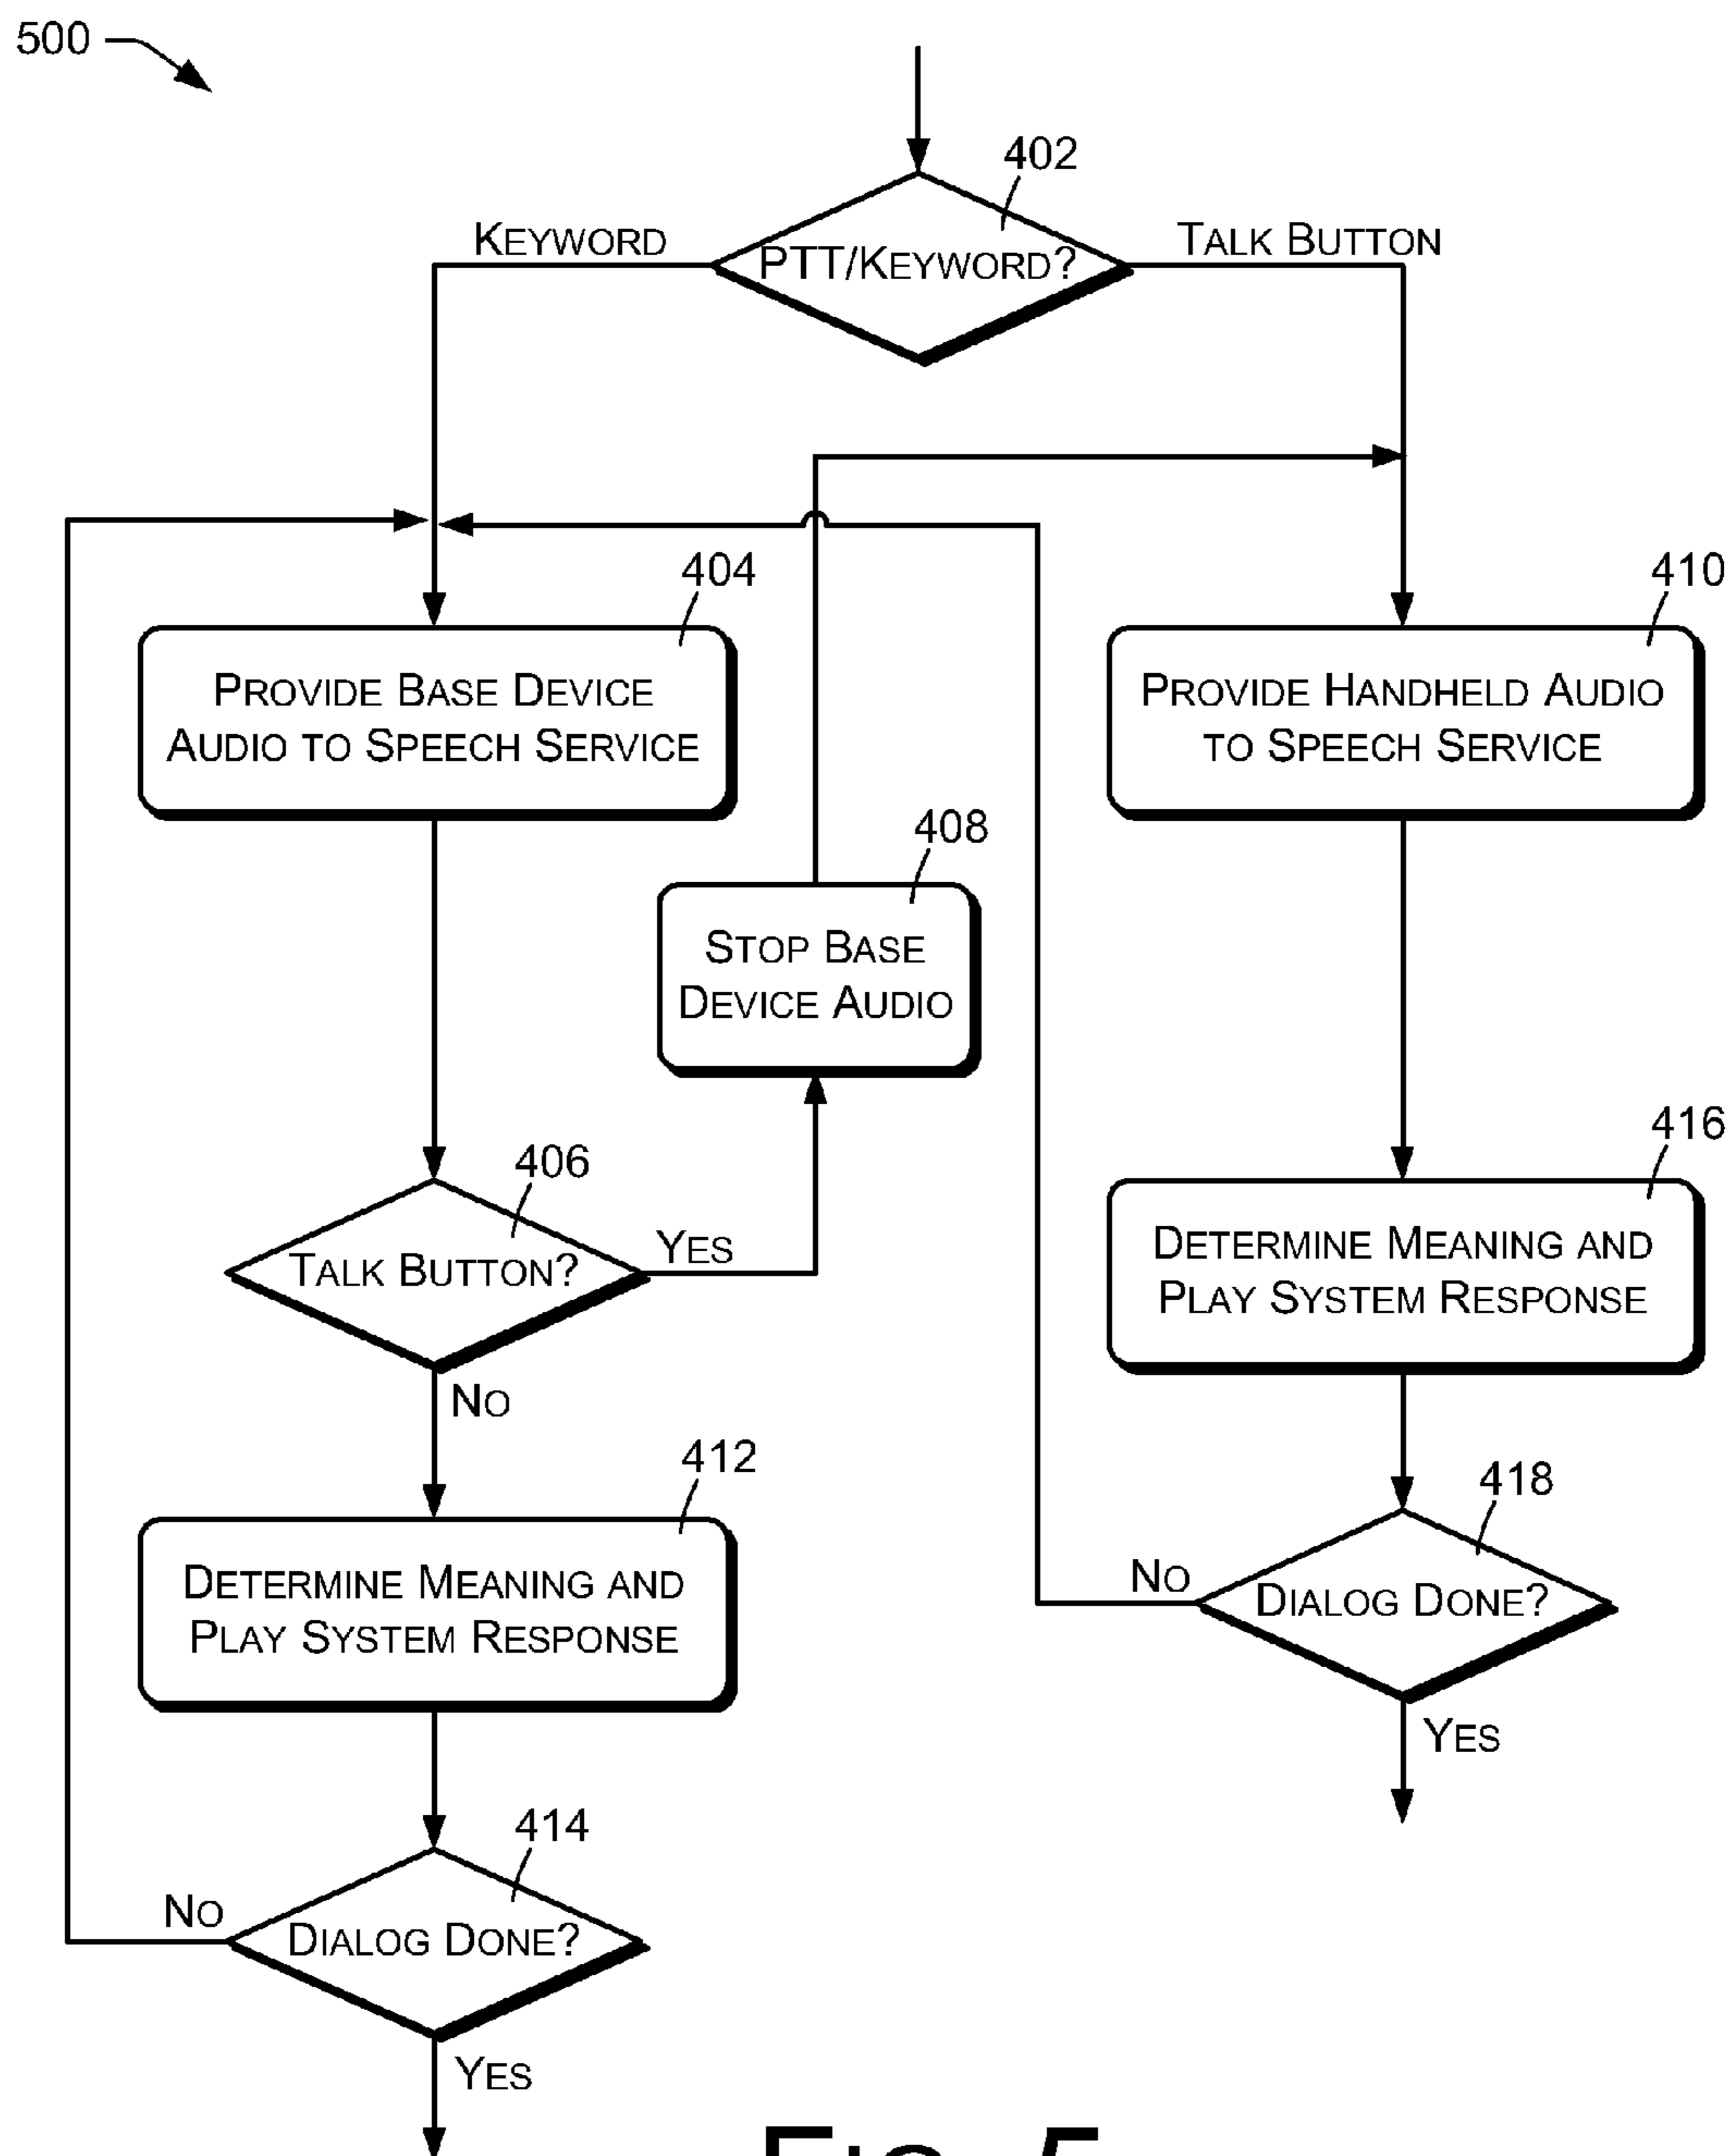 500
402
KEYWORD
PTT/KEYWORD?
TALK BUTTON
404
PROVIDE BASE DEVICE
AUDIO TO SPEECH SERVICE
410
PROVIDE HANDHELD AUDIO
TO SPEECH SERVICE
408
STOP BASE
DEVICE AUDIO
406
TALK BUTTON?
YES
NO
416
DETERMINE MEANING AND
PLAY SYSTEM RESPONSE
412
DETERMINE MEANING AND
PLAY SYSTEM RESPONSE
418
DIALOG DONE?
NO
YES
414
DIALOG DONE?
NO
YES
FIG. 5